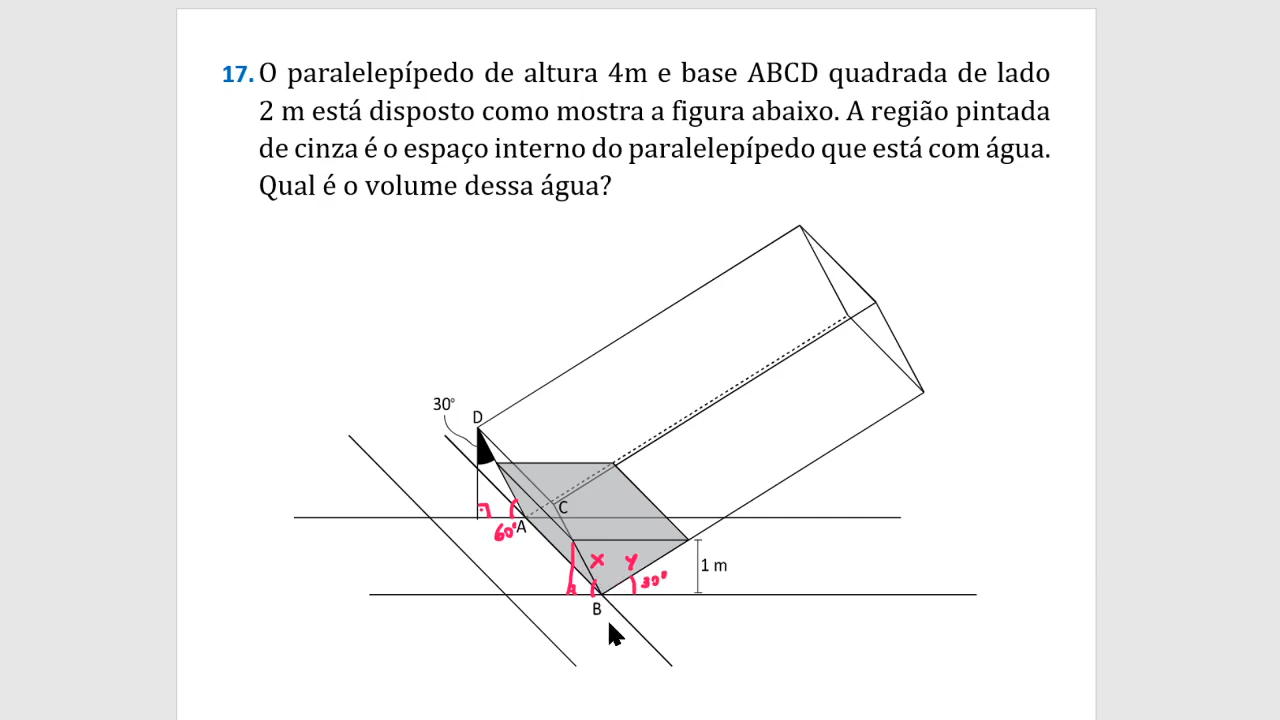 17. O paralelepípedo de altura 4m e base ABCD quadrada de lado
2 m está disposto como mostra a figura abaixo. A região pintada
de cinza é o espaço interno do paralelepípedo que está com água.
Qual é o volume dessa água?
30°
D
C
A
60°
X Y
30°
1 m
B